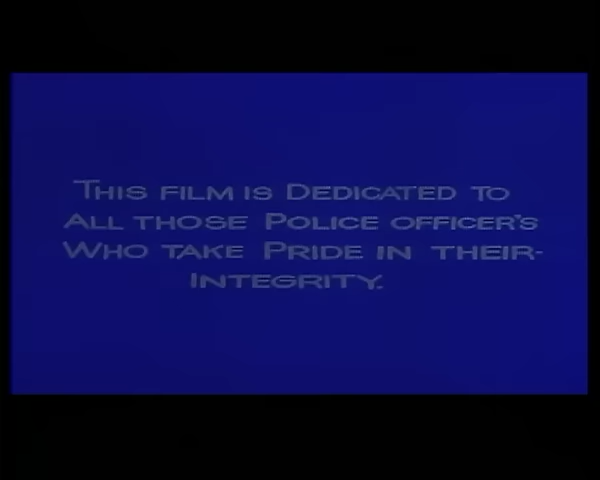 THIS FILM IS DEDICATED TO
ALL THOSE POLICE OFFICER'S
WHO TAKE PRIDE IN THEIR-
INTEGRITY.